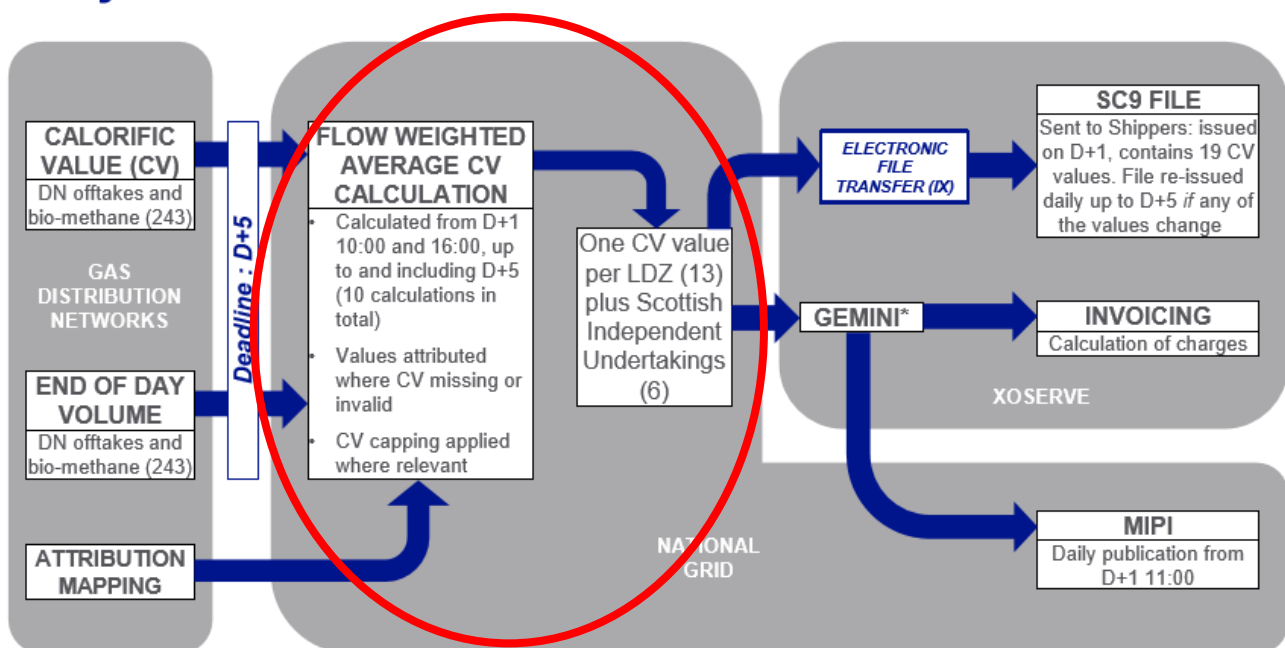 CALORIFIC
VALUE (CV)
DN offtakes and
bio-methane (243)
GAS
DISTRIBUTION
NETWORKS
END OF DAY
VOLUME
DN offtakes and
bio-methane (243)
ATTRIBUTION
MAPPING
Deadline : D+5
FLOW WEIGHTED
AVERAGE CV
CALCULATION
• Calculated from D+1
10:00 and 16:00, up
to and including D+5
(10 calculations in
total)
• Values attributed
where CV missing or
invalid
• CV capping applied
where relevant
One CV value
per LDZ (13)
plus Scottish
Independent
Undertakings
(6)
NATIONAL
GRID
ELECTRONIC
FILE
TRANSFER (IX)
SC9 FILE
Sent to Shippers: issued
on D+1, contains 19 CV
values. File re-issued
daily up to D+5 if any of
the values change
GEMINI*
INVOICING
Calculation of charges
XOSERVE
MIPI
Daily publication from
D+1 11:00